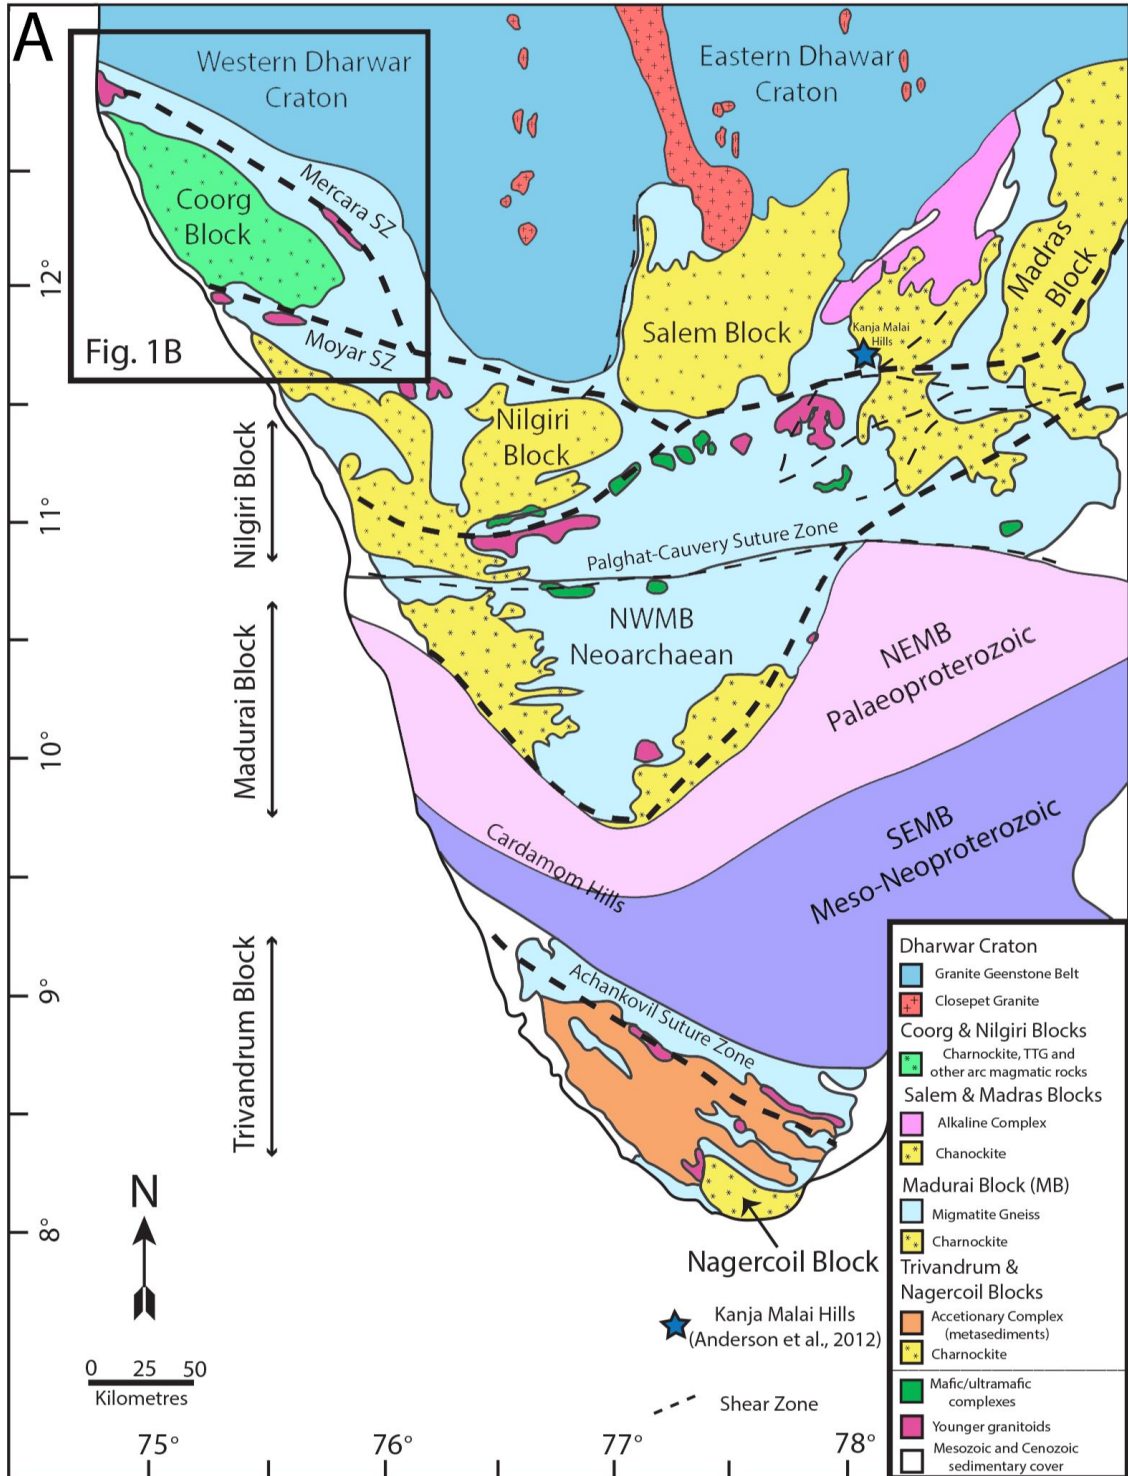 A
Western Dharwar
Craton
Eastern Dhawar
Craton
Mercara SZ
Coorg
Block
Moyar SZ
Fig. 1B
Salem Block
Madras
Block
Kanja Malai
Hills
Nilgiri
Block
Palghat-Cauvery Suture Zone
NWMB
Neoarchaean
NEMB
Palaeoproterozoic
SEMB
Meso-Neoproterozoic
Cardamom Hills
Achankovil Suture Zone
Nagercoil Block
Nilgiri Block
Madurai Block
Trivandrum Block
12°
11°
10°
9°
8°
N
0 25 50
Kilometres
Kanja Malai Hills
(Anderson et al., 2012)
Shear Zone
75° 76° 77° 78°
Dharwar Craton
Granite Geenstone Belt
Closepet Granite
Coorg & Nilgiri Blocks
Charnockite, TTG and
other arc magmatic rocks
Salem & Madras Blocks
Alkaline Complex
Chanockite
Madurai Block (MB)
Migmatite Gneiss
Charnockite
Trivandrum &
Nagercoil Blocks
Accetionary Complex
(metasediments)
Charnockite
Mafic/ultramafic
complexes
Younger granitoids
Mesozoic and Cenozoic
sedimentary cover